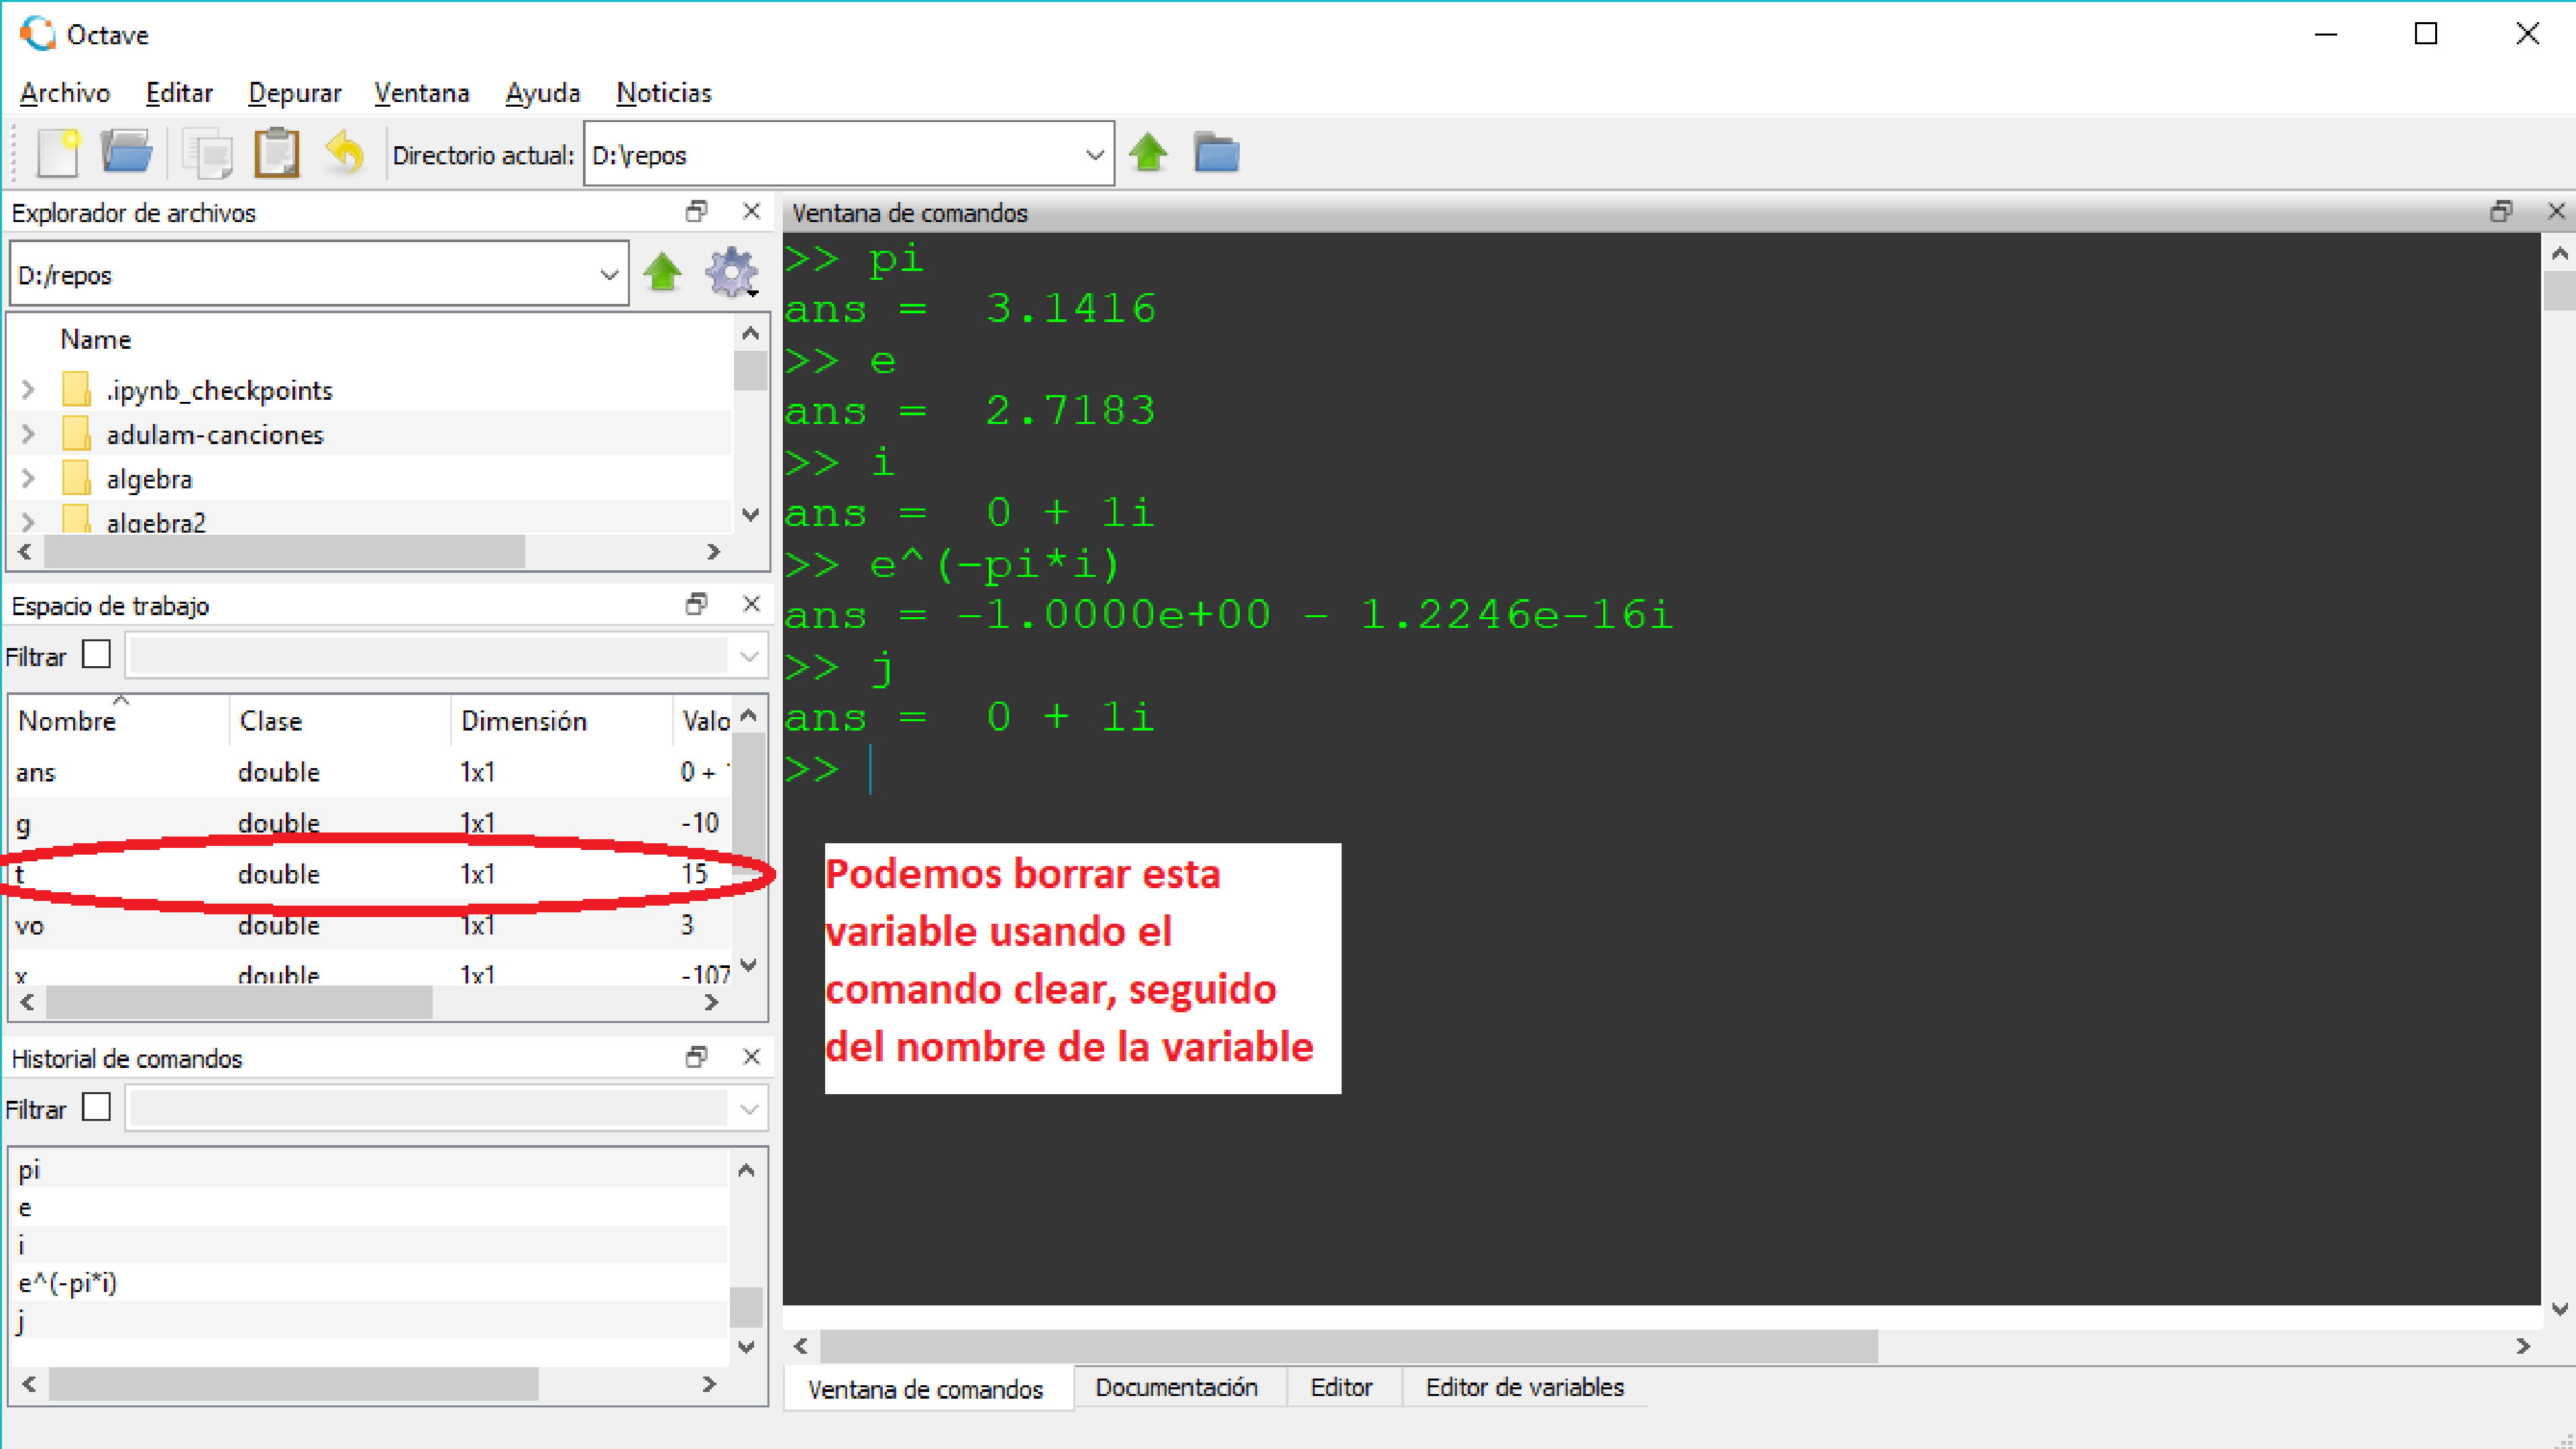 Octave
Archivo Editar Depurar Ventana Ayuda Noticias
Directorio actual: D:\repos
Explorador de archivos
D:/repos
Name
.ipynb_checkpoints
adulam-canciones
algebra
algebra2
Espacio de trabajo
Filtrar
Nombre Clase Dimensión Valo
ans double 1x1 0 +
g double 1x1 -10
t double 1x1 15
vo double 1x1 3
x double 1x1 -107
Historial de comandos
Filtrar
pi
e
i
e^(-pi*i)
j
Ventana de comandos
>> pi
ans =  3.1416
>> e
ans =  2.7183
>> i
ans =  0 + 1i
>> e^(-pi*i)
ans = -1.0000e+00 - 1.2246e-16i
>> j
ans =  0 + 1i
>>
Podemos borrar esta
variable usando el
comando clear, seguido
del nombre de la variable
Ventana de comandos Documentación Editor Editor de variables